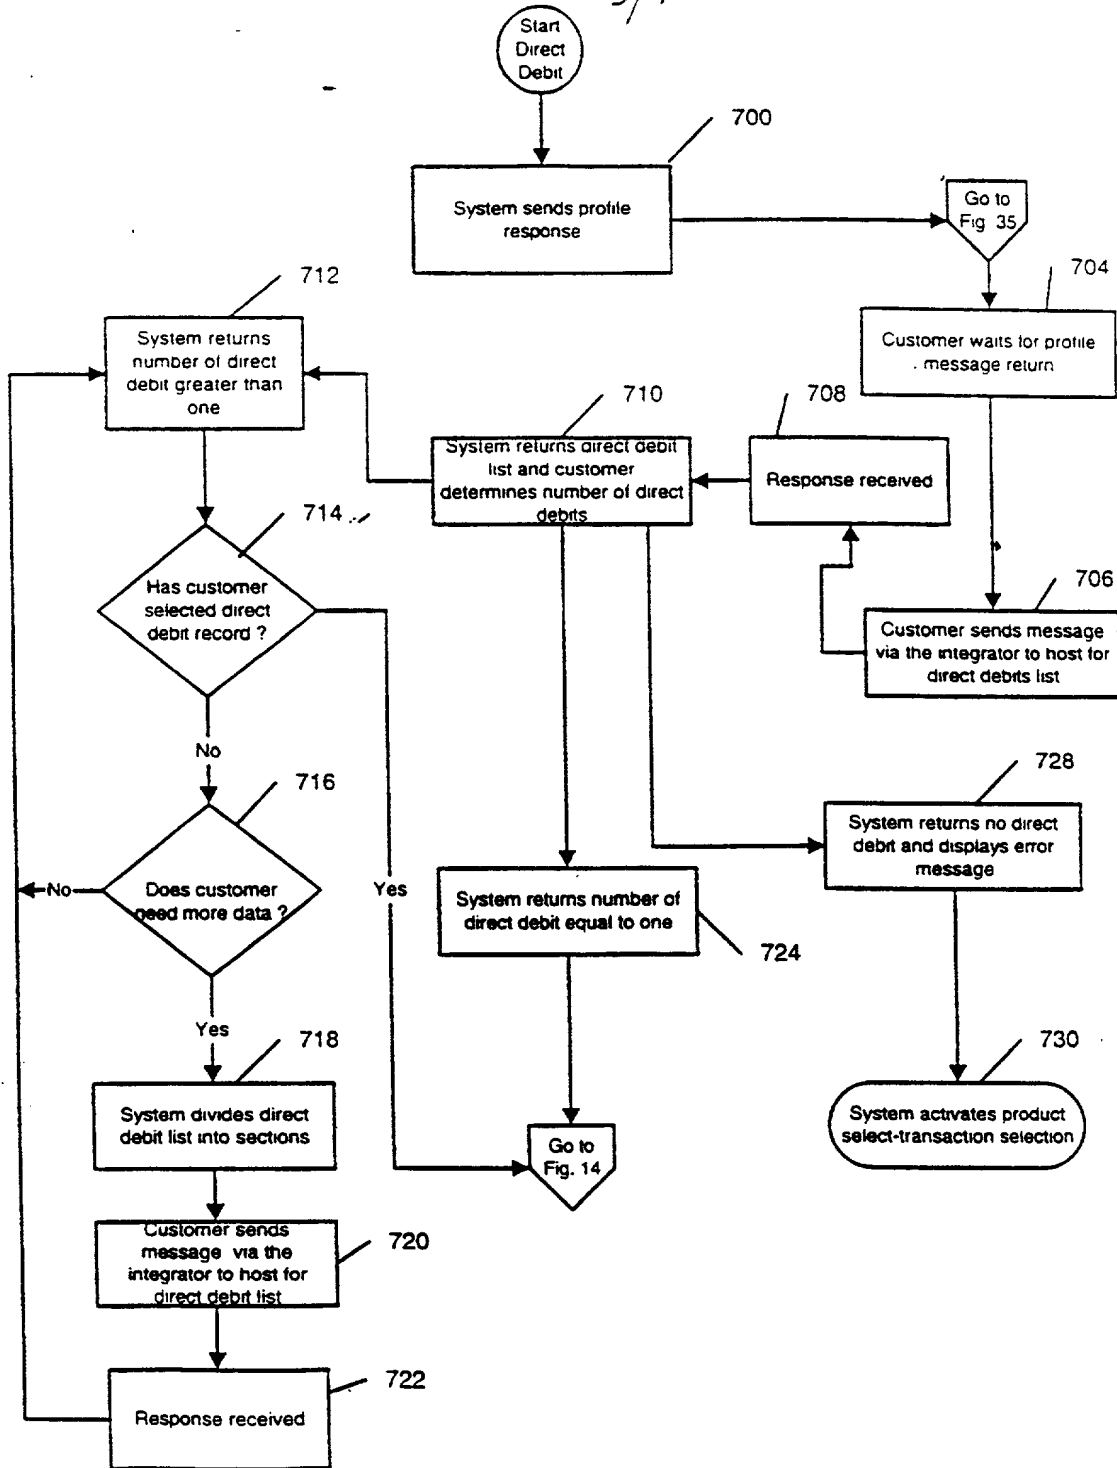 Start
Direct
Debit
700
System sends profile
response
Go to
Fig 35
704
Customer waits for profile
message return
712
System returns
number of direct
debit greater than
one
710
System returns direct debit
list and customer
determines number of direct
debits
708
Response received
706
Customer sends message
via the integrator to host for
direct debits list
714
Has customer
selected direct
debit record ?
No
Yes
716
Does customer
need more data ?
No
Yes
728
System returns no direct
debit and displays error
message
System returns number of
direct debit equal to one
724
718
System divides direct
debit list into sections
730
System activates product
select-transaction selection
Go to
Fig. 14
Customer sends
message via the
integrator to host for
direct debit list
720
Response received
722